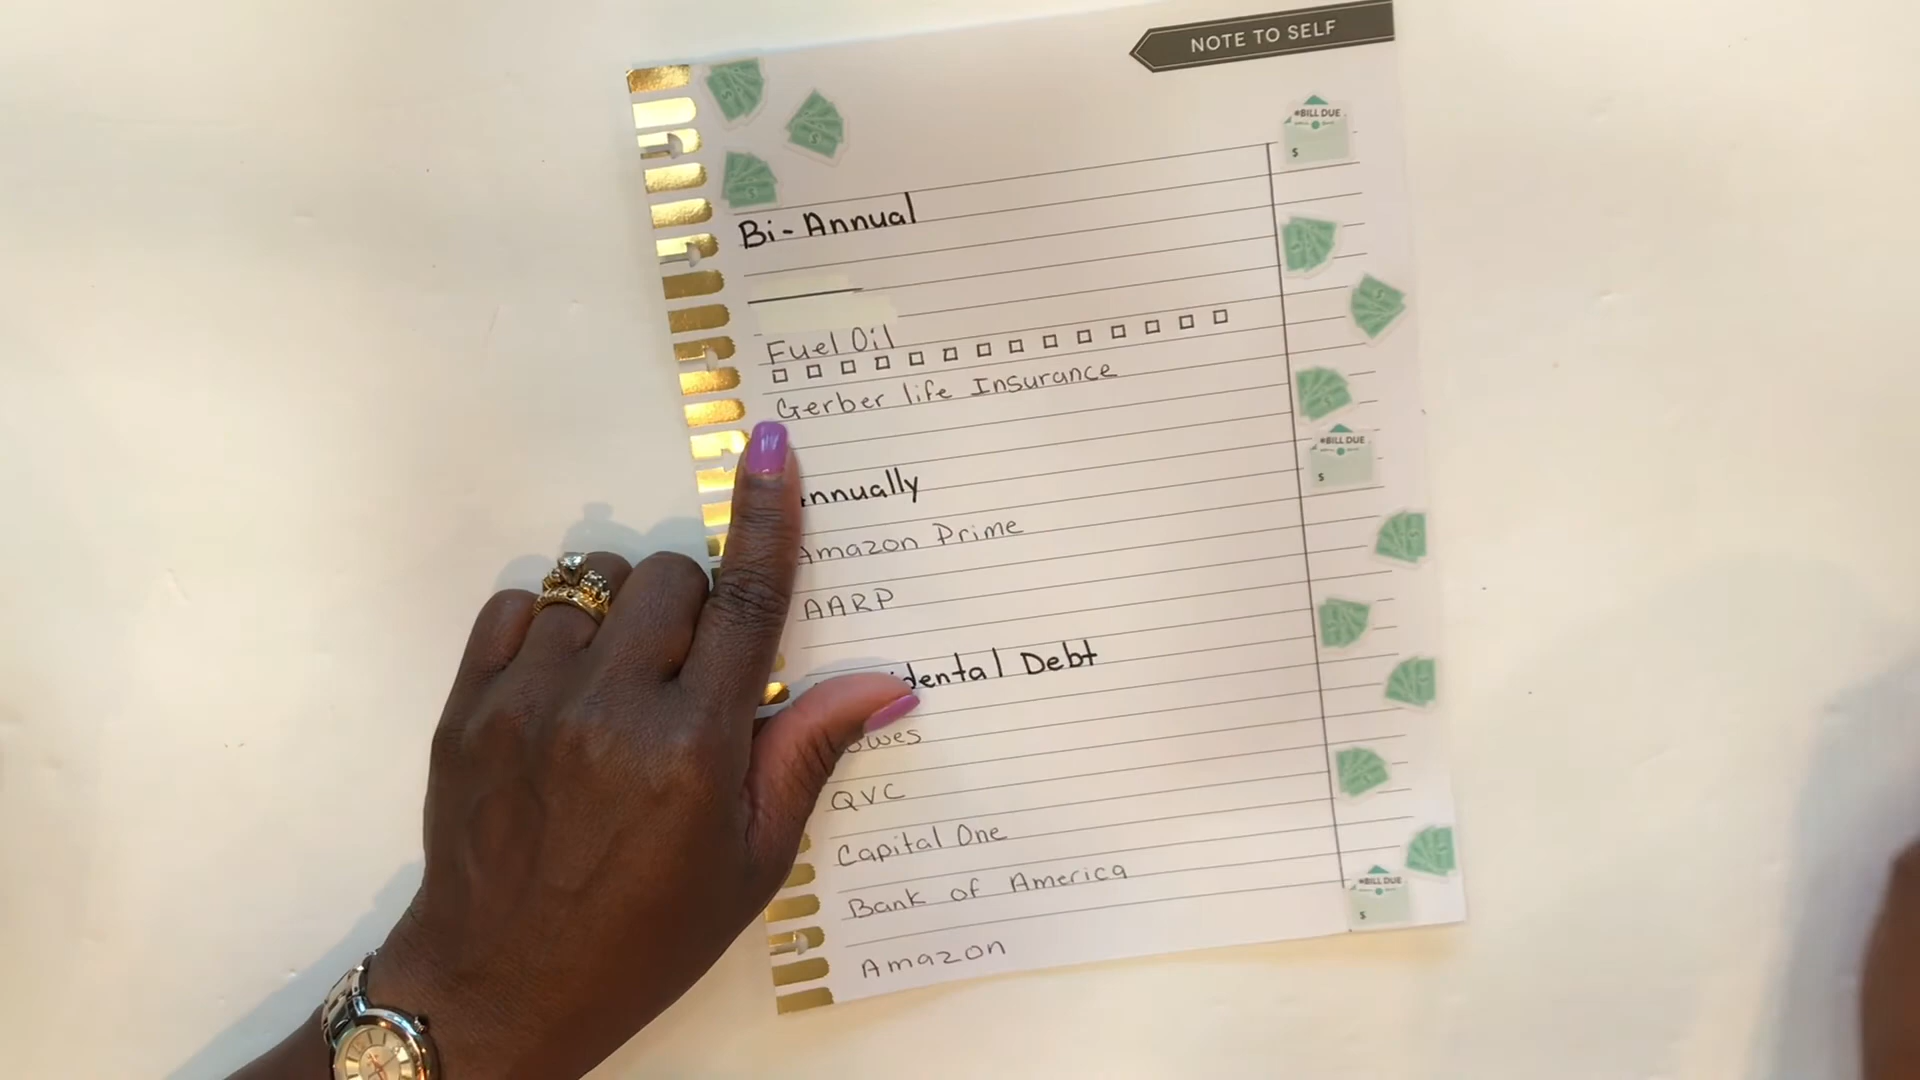 NOTE TO SELF
#BILL DUE
$
Bi-Annual
Fuel Oil
Gerber life Insurance
#BILL DUE
$
nnually
Amazon Prime
AARP
dental Debt
owes
QVC
Capital One
Bank of America
#BILL DUE
$
Amazon